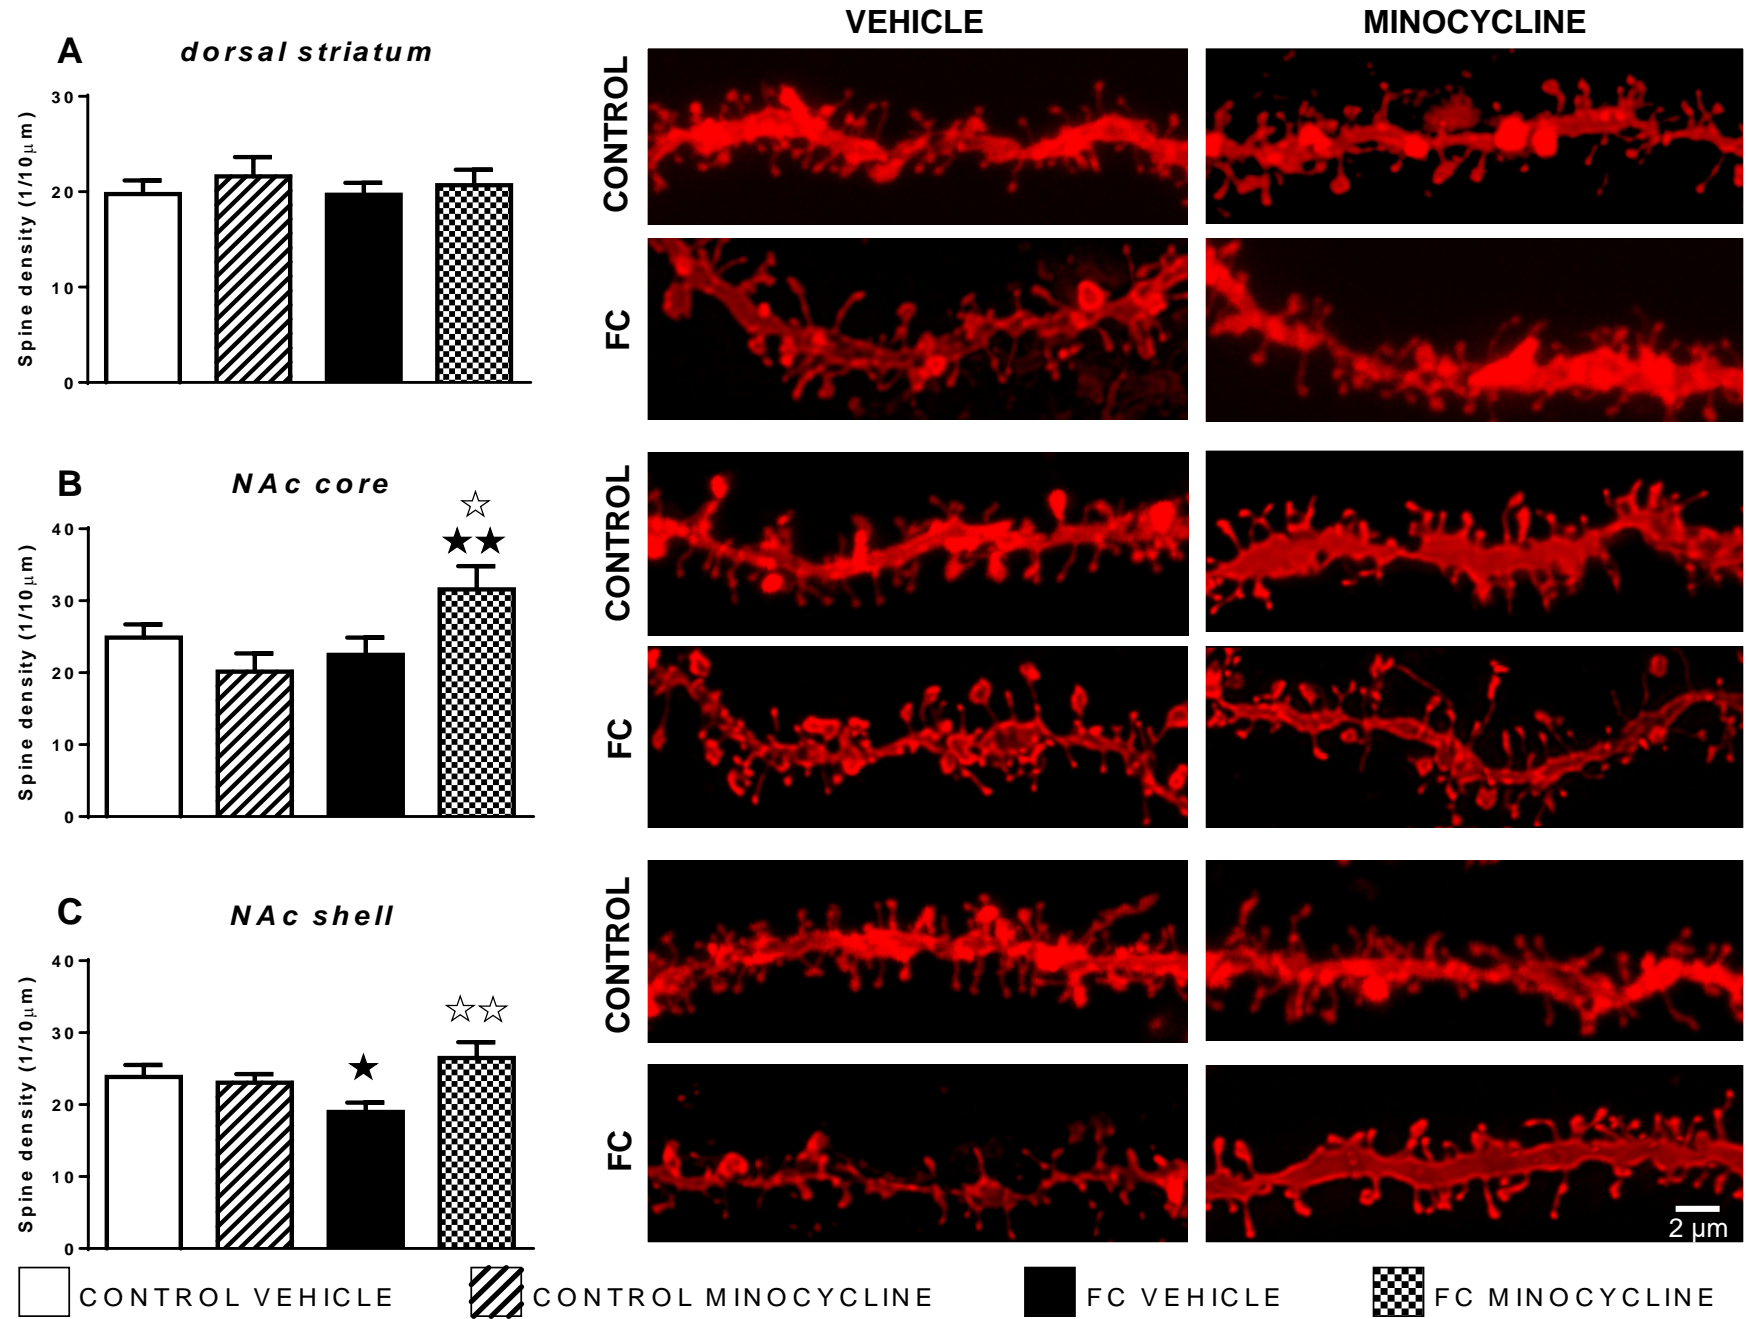 VEHICLE MINOCYCLINE
A dorsal striatum
Spine density (1/10μm)
30
20
10
0
CONTROL
FC
B NAc core
☆
★★
Spine density (1/10μm)
40
30
20
10
0
CONTROL
FC
C NAc shell
☆☆
★
Spine density (1/10μm)
40
30
20
10
0
CONTROL
FC
2 μm
CONTROL VEHICLE CONTROL MINOCYCLINE FC VEHICLE FC MINOCYCLINE